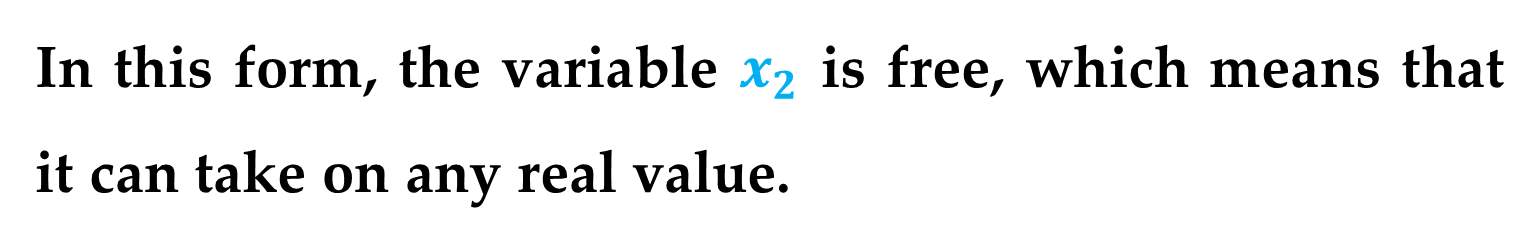 In this form, the variable x₂ is free, which means that
it can take on any real value.